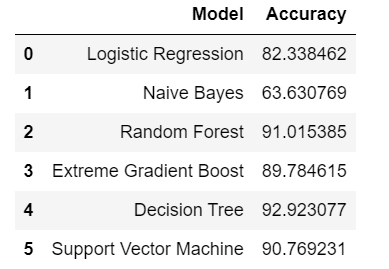 Model Accuracy
0 Logistic Regression 82.338462
1 Naive Bayes 63.630769
2 Random Forest 91.015385
3 Extreme Gradient Boost 89.784615
4 Decision Tree 92.923077
5 Support Vector Machine 90.769231